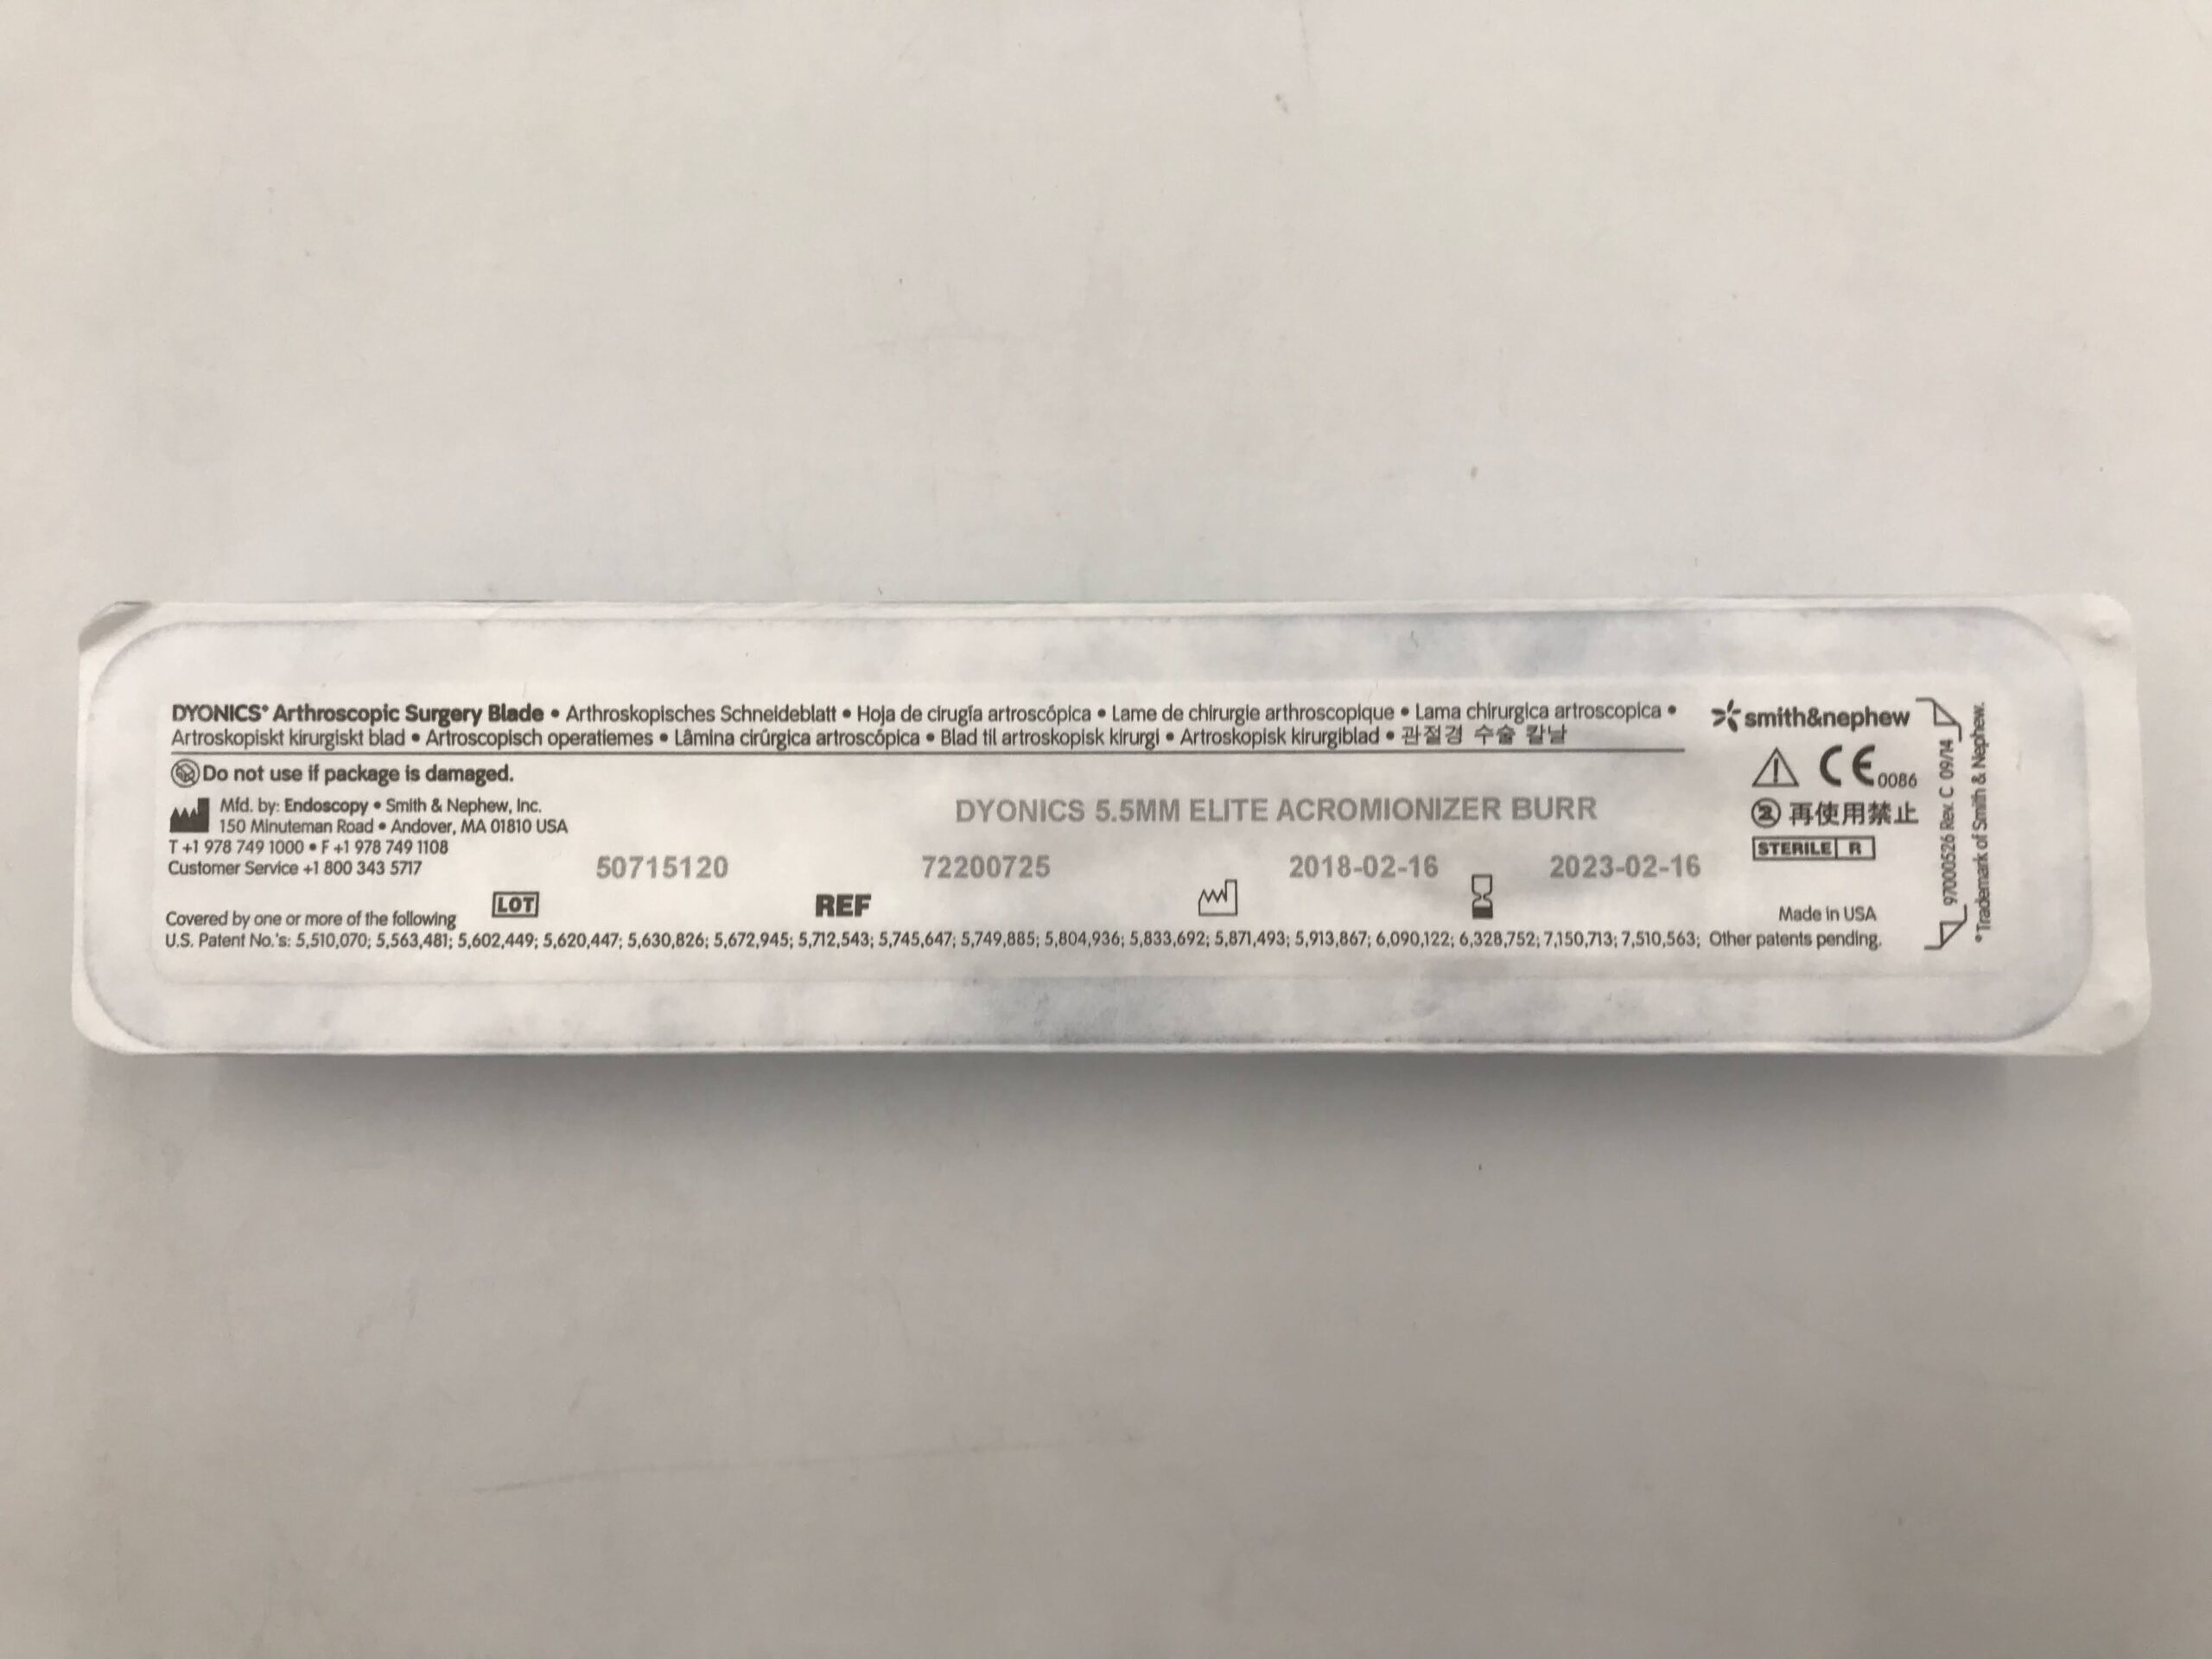 DYONICS* Arthroscopic Surgery Blade • Arthroskopisches Schneideblatt • Hoja de cirugía artroscópica • Lame de chirurgie arthroscopique • Lama chirurgica artroscopica •
Artroskopiskt kirurgiskt blad • Artroscopisch operatiemes • Lâmina cirúrgica artroscópica • Blad til artroskopisk kirurgi • Artroskopisk kirurgiblad • 관절경 수술 칼날
smith&nephew
Do not use if package is damaged.
Mfd. by: Endoscopy • Smith & Nephew, Inc.
150 Minuteman Road • Andover, MA 01810 USA
T +1 978 749 1000 • F +1 978 749 1108
Customer Service +1 800 343 5717
DYONICS 5.5MM ELITE ACROMIONIZER BURR
LOT 50715120
REF 72200725
2018-02-16
2023-02-16
CE 0086
2 再使用禁止
STERILE R
Made in USA
Covered by one or more of the following
U.S. Patent No.'s: 5,510,070; 5,563,481; 5,602,449; 5,620,447; 5,630,826; 5,672,945; 5,712,543; 5,745,647; 5,749,885; 5,804,936; 5,833,692; 5,871,493; 5,913,867; 6,090,122; 6,328,752; 7,150,713; 7,510,563; Other patents pending.
97000526 Rev. C 09/14
*Trademark of Smith & Nephew.